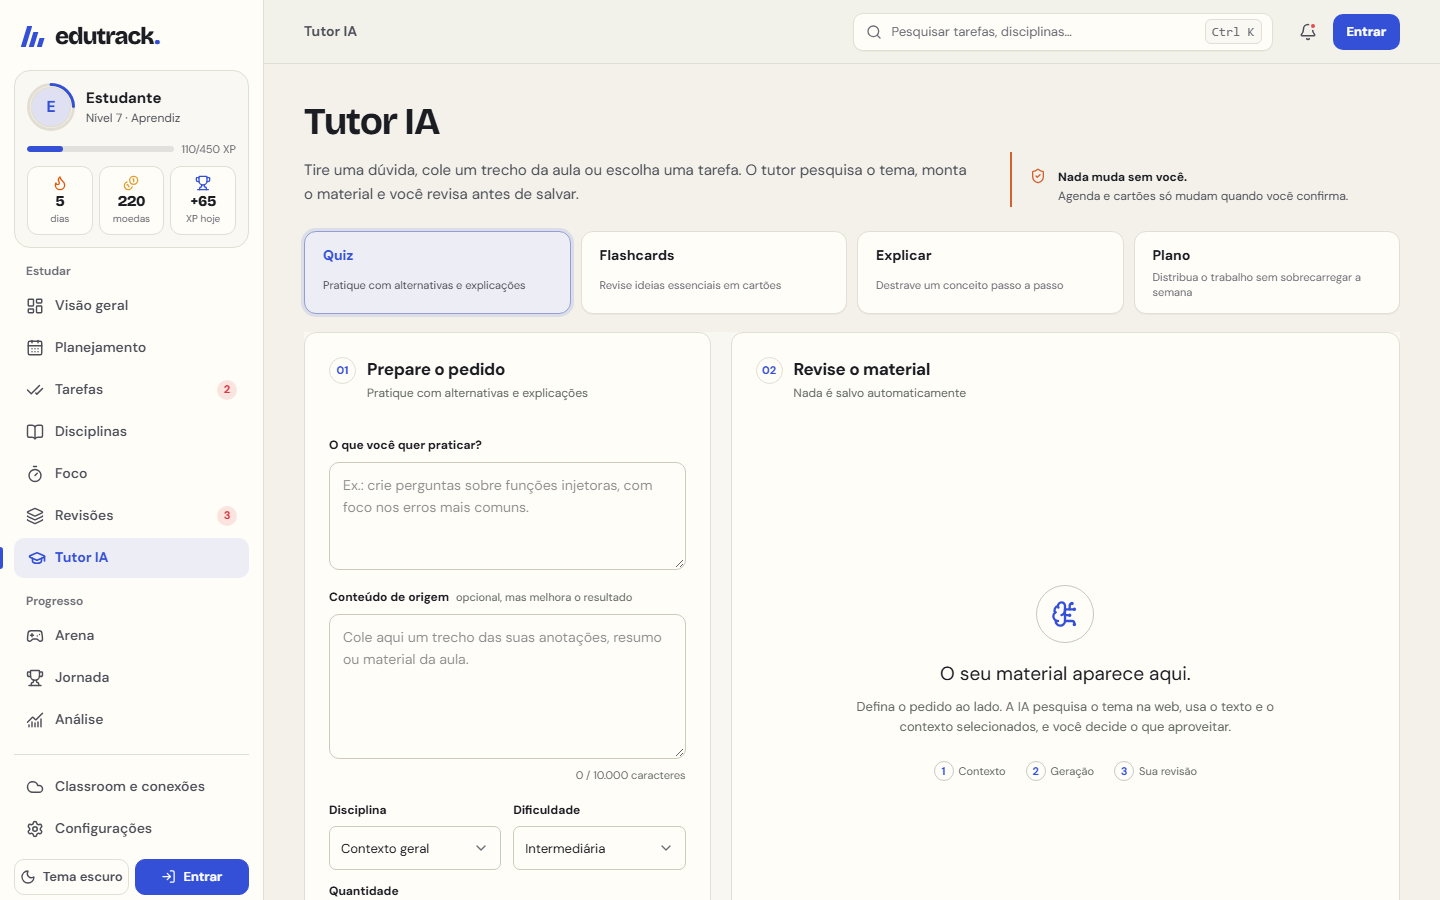 edutrack.
E
Estudante
Nível 7 · Aprendiz
110/450 XP
5
dias
220
moedas
+65
XP hoje
Estudar
Visão geral
Planejamento
Tarefas
2
Disciplinas
Foco
Revisões
3
Tutor IA
Progresso
Arena
Jornada
Análise
Classroom e conexões
Configurações
Tema escuro
Entrar
Tutor IA
Pesquisar tarefas, disciplinas…
Ctrl K
Entrar
Tutor IA
Tire uma dúvida, cole um trecho da aula ou escolha uma tarefa. O tutor pesquisa o tema, monta
o material e você revisa antes de salvar.
Nada muda sem você.
Agenda e cartões só mudam quando você confirma.
Quiz
Pratique com alternativas e explicações
Flashcards
Revise ideias essenciais em cartões
Explicar
Destrave um conceito passo a passo
Plano
Distribua o trabalho sem sobrecarregar a
semana
01
Prepare o pedido
Pratique com alternativas e explicações
O que você quer praticar?
Ex.: crie perguntas sobre funções injetoras, com
foco nos erros mais comuns.
Conteúdo de origem opcional, mas melhora o resultado
Cole aqui um trecho das suas anotações, resumo
ou material da aula.
0 / 10.000 caracteres
Disciplina
Dificuldade
Contexto geral
Intermediária
Quantidade
02
Revise o material
Nada é salvo automaticamente
O seu material aparece aqui.
Defina o pedido ao lado. A IA pesquisa o tema na web, usa o texto e o
contexto selecionados, e você decide o que aproveitar.
1 Contexto
2 Geração
3 Sua revisão